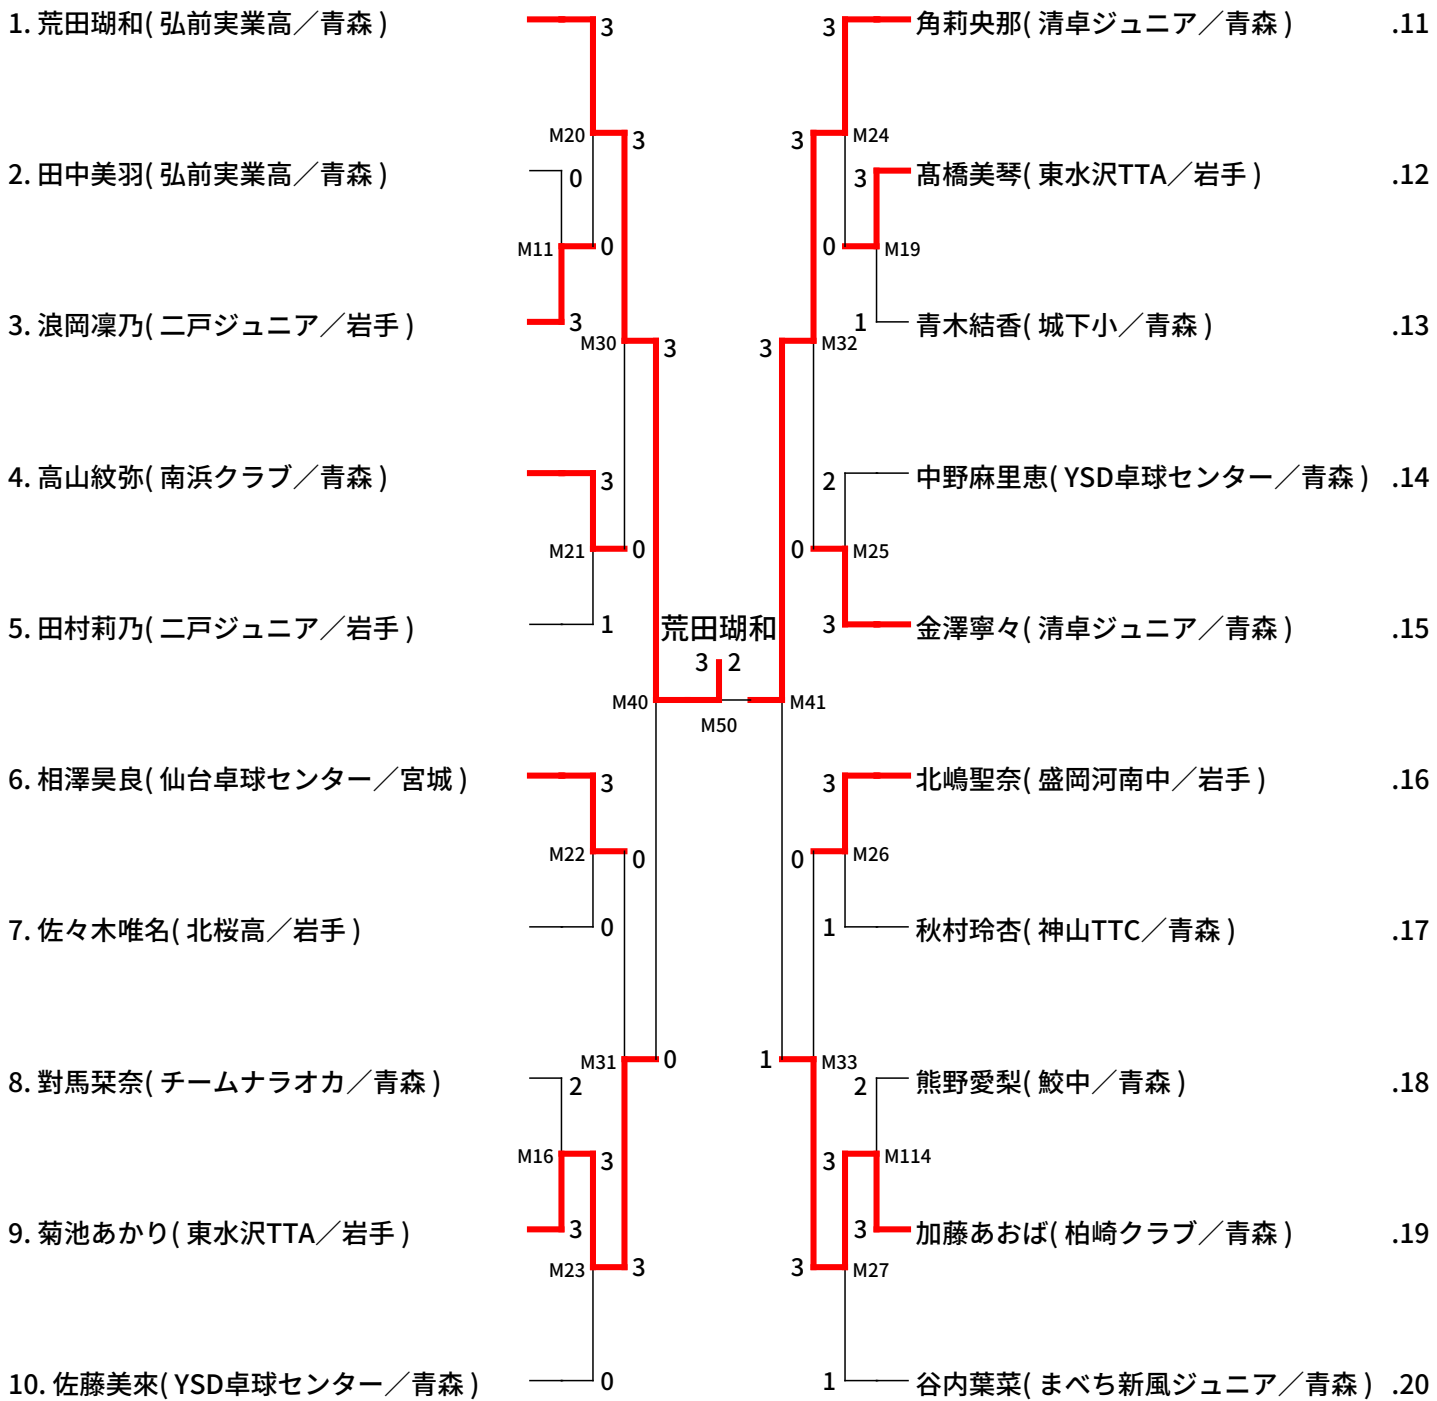 1. 荒田瑚和( 弘前実業高／青森 )
3
3
角莉央那( 清卓ジュニア／青森 )
.11
M20
3
3
M24
2. 田中美羽( 弘前実業高／青森 )
0
3
髙橋美琴( 東水沢TTA／岩手 )
.12
M11
0
0
M19
3. 浪岡凜乃( 二戸ジュニア／岩手 )
3
1
青木結香( 城下小／青森 )
.13
M30
3
3
M32
4. 高山紋弥( 南浜クラブ／青森 )
3
2
中野麻里恵( YSD卓球センター／青森 )
.14
M21
0
0
M25
5. 田村莉乃( 二戸ジュニア／岩手 )
1
荒田瑚和
3
金澤寧々( 清卓ジュニア／青森 )
.15
3
2
M40
M41
M50
6. 相澤昊良( 仙台卓球センター／宮城 )
3
3
北嶋聖奈( 盛岡河南中／岩手 )
.16
M22
0
0
M26
7. 佐々木唯名( 北桜高／岩手 )
0
1
秋村玲杏( 神山TTC／青森 )
.17
M31
0
1
M33
8. 對馬栞奈( チームナラオカ／青森 )
2
2
熊野愛梨( 鮫中／青森 )
.18
M16
3
3
M114
9. 菊池あかり( 東水沢TTA／岩手 )
3
3
加藤あおば( 柏崎クラブ／青森 )
.19
M23
3
3
M27
10. 佐藤美來( YSD卓球センター／青森 )
0
1
谷内葉菜( まべち新風ジュニア／青森 )
.20